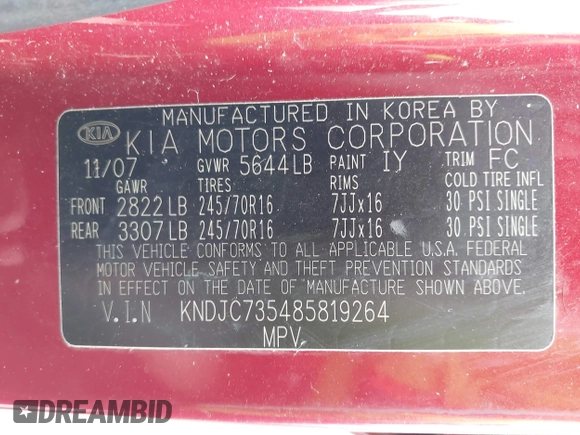 MANUFACTURED IN KOREA BY
KIA KIA MOTORS CORPORATION
11/07 GVWR 5644LB PAINT IY TRIM FC
GAWR TIRES RIMS COLD TIRE INFL
FRONT 2822LB 245/70R16 7JJx16 30 PSI SINGLE
REAR 3307LB 245/70R16 7JJx16 30 PSI SINGLE
THIS VEHICLE CONFORMS TO ALL APPLICABLE U.S.A. FEDERAL
MOTOR VEHICLE SAFETY AND THEFT PREVENTION STANDARDS
IN EFFECT ON THE DATE OF MANUFACTURE SHOWN ABOVE.
V.I.N KNDJC735485819264
MPV
DREAMBID